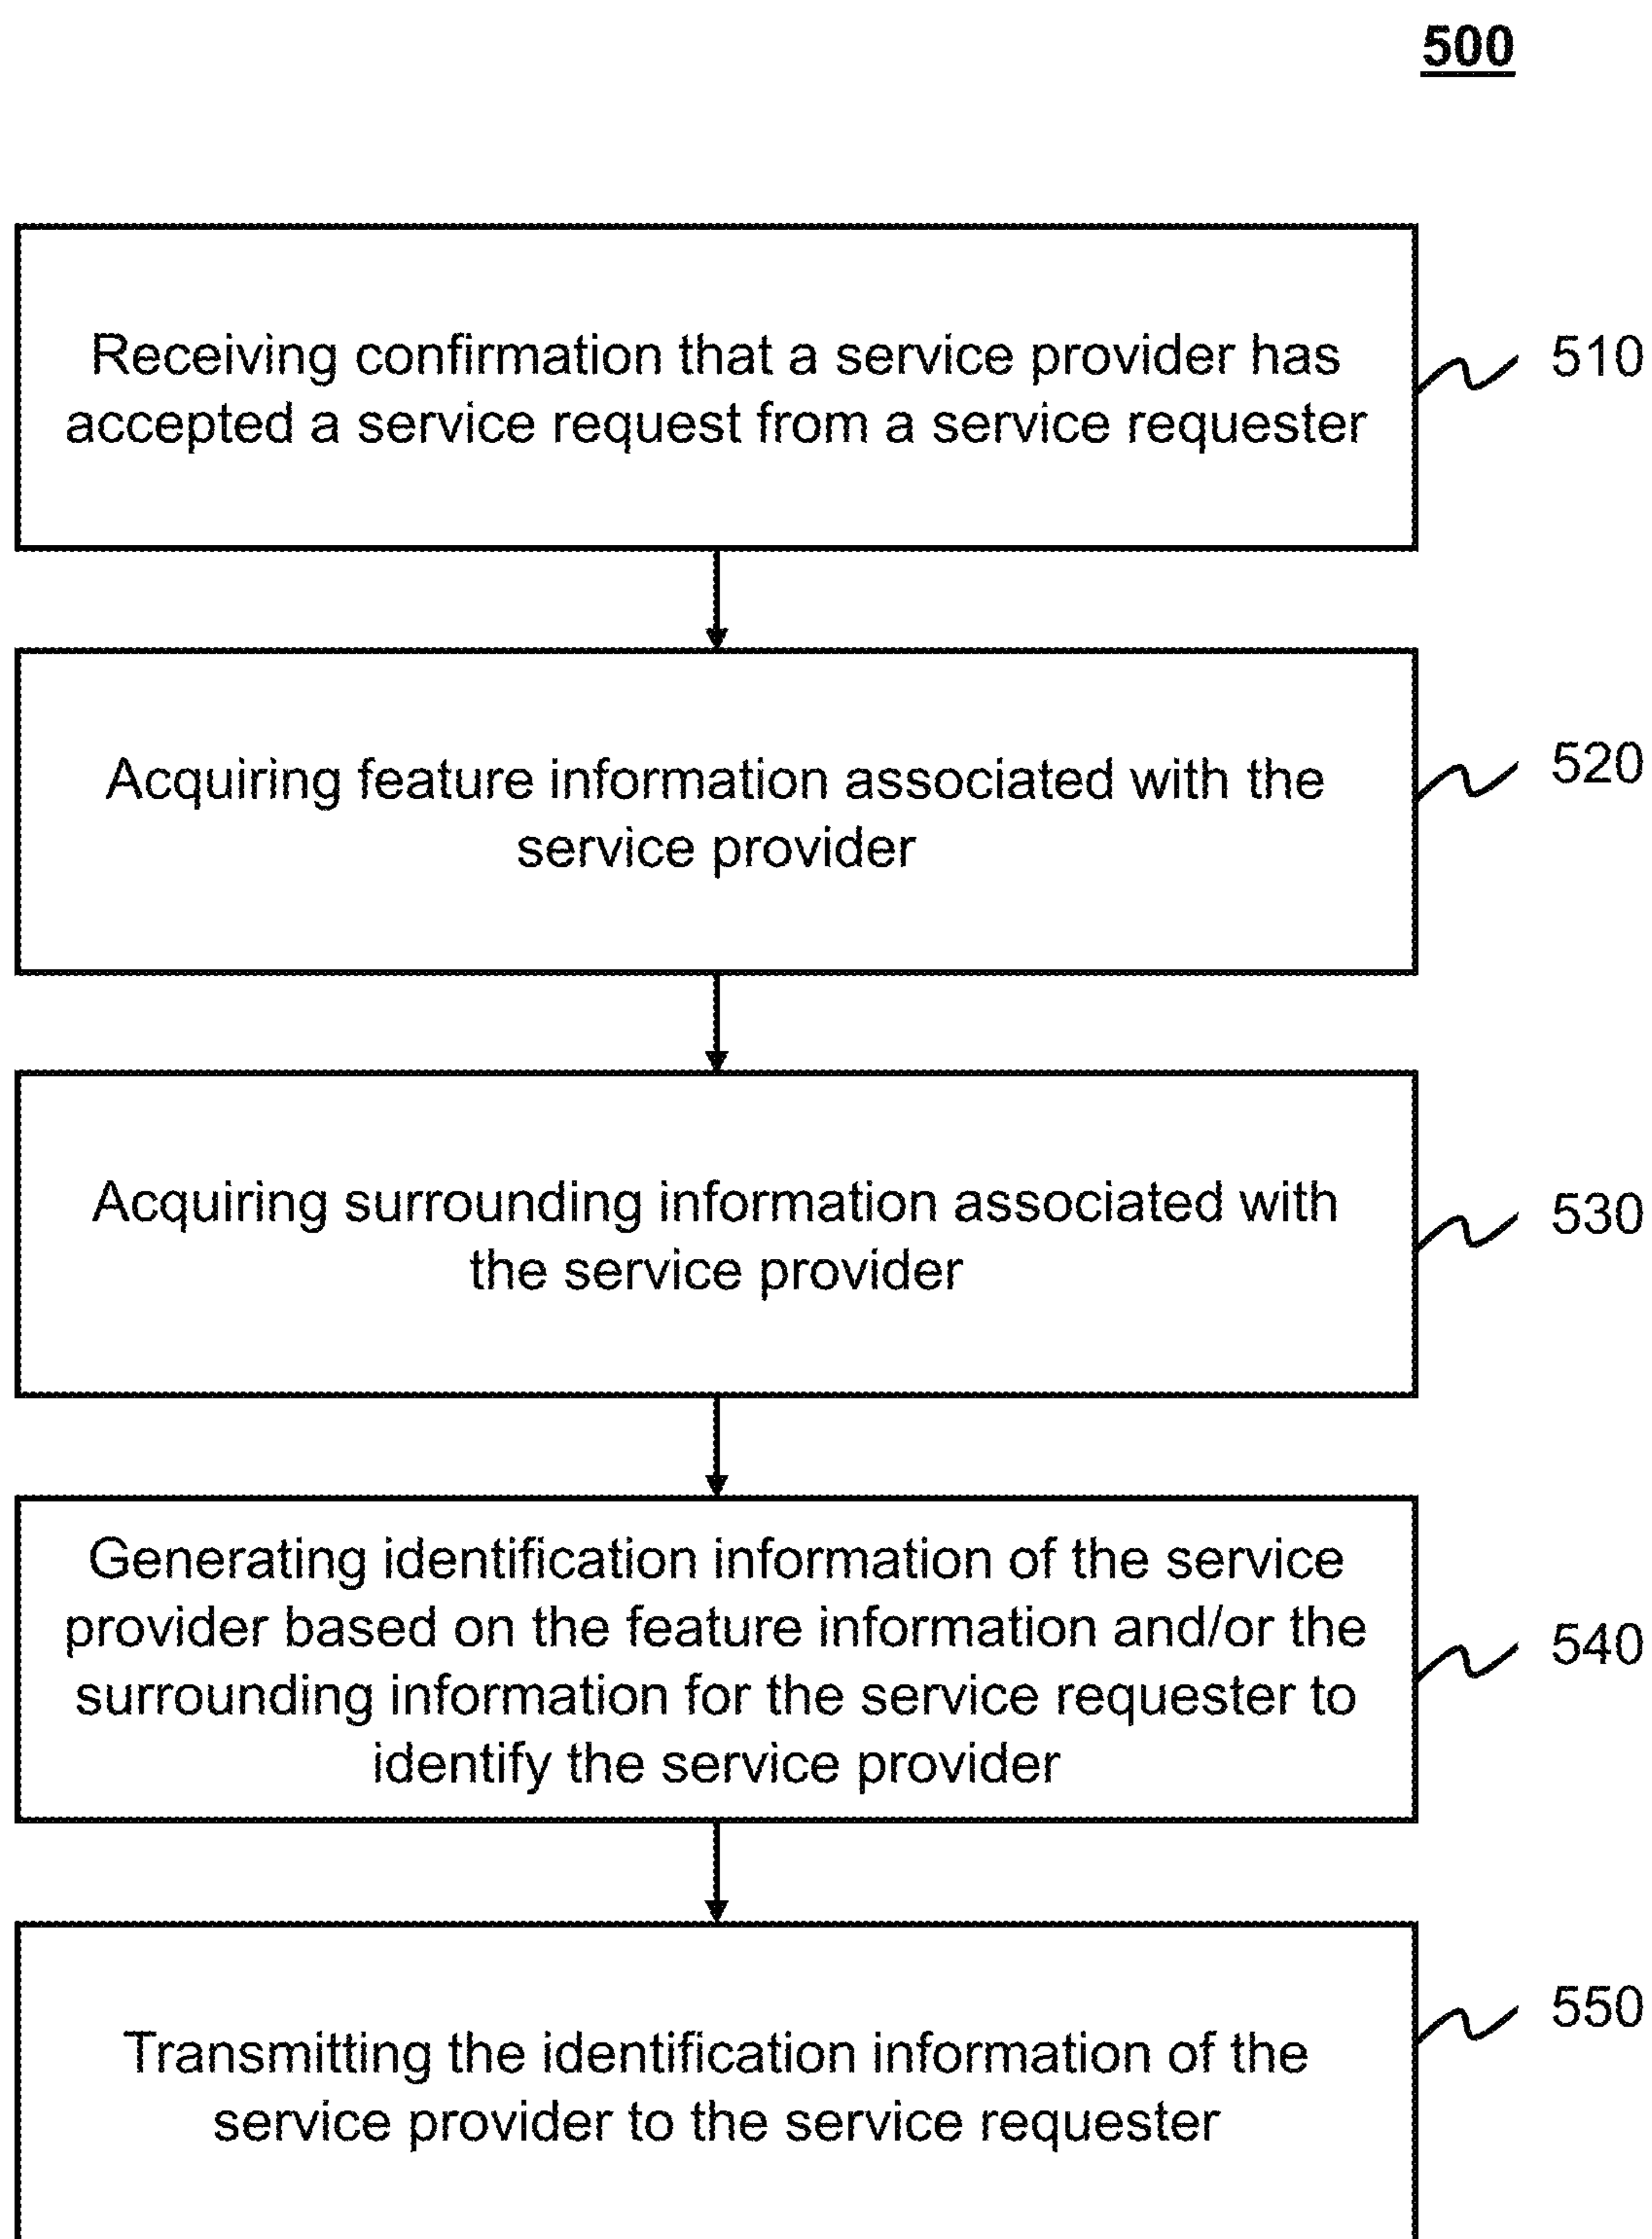 500
Receiving confirmation that a service provider has
accepted a service request from a service requester
510
Acquiring feature information associated with the
service provider
520
Acquiring surrounding information associated with
the service provider
530
Generating identification information of the service
provider based on the feature information and/or the
surrounding information for the service requester to
identify the service provider
540
Transmitting the identification information of the
service provider to the service requester
550